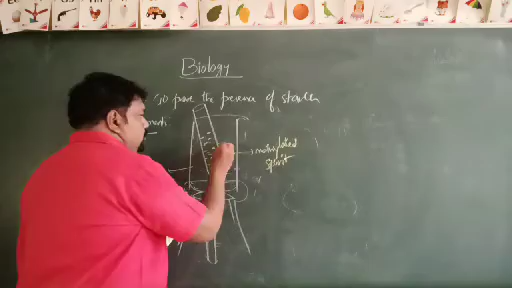 Biology
To prove the presence of starch
methylated
spirit